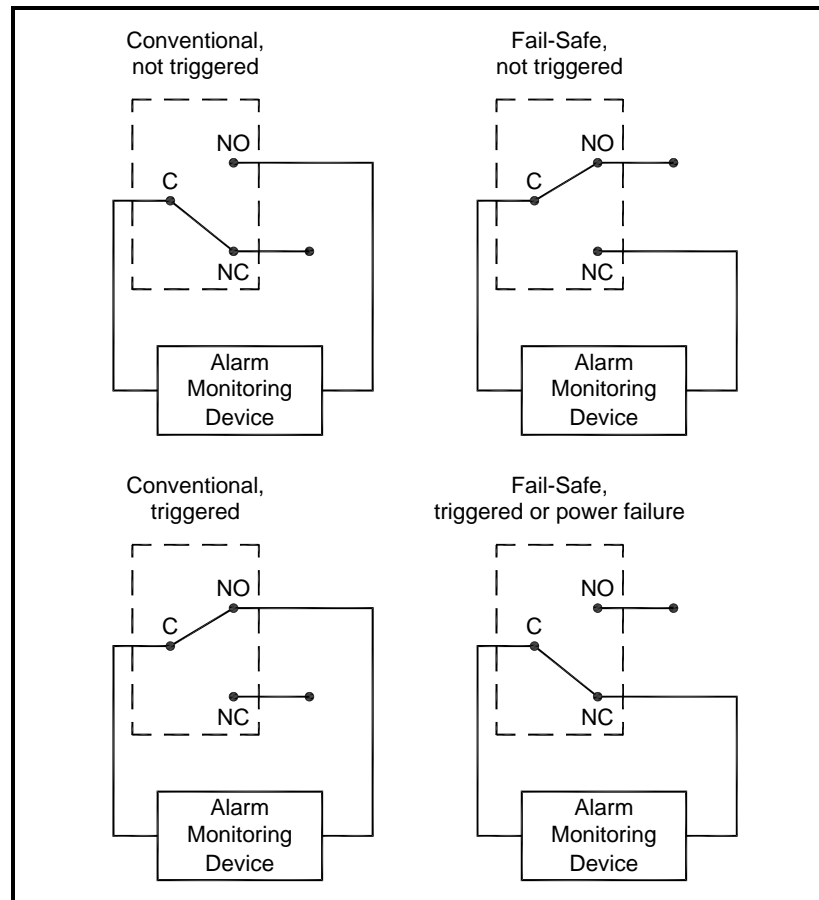 Conventional,
not triggered
NO
C
NC
Alarm
Monitoring
Device
Fail-Safe,
not triggered
NO
C
NC
Alarm
Monitoring
Device
Conventional,
triggered
NO
C
NC
Alarm
Monitoring
Device
Fail-Safe,
triggered or power failure
NO
C
NC
Alarm
Monitoring
Device